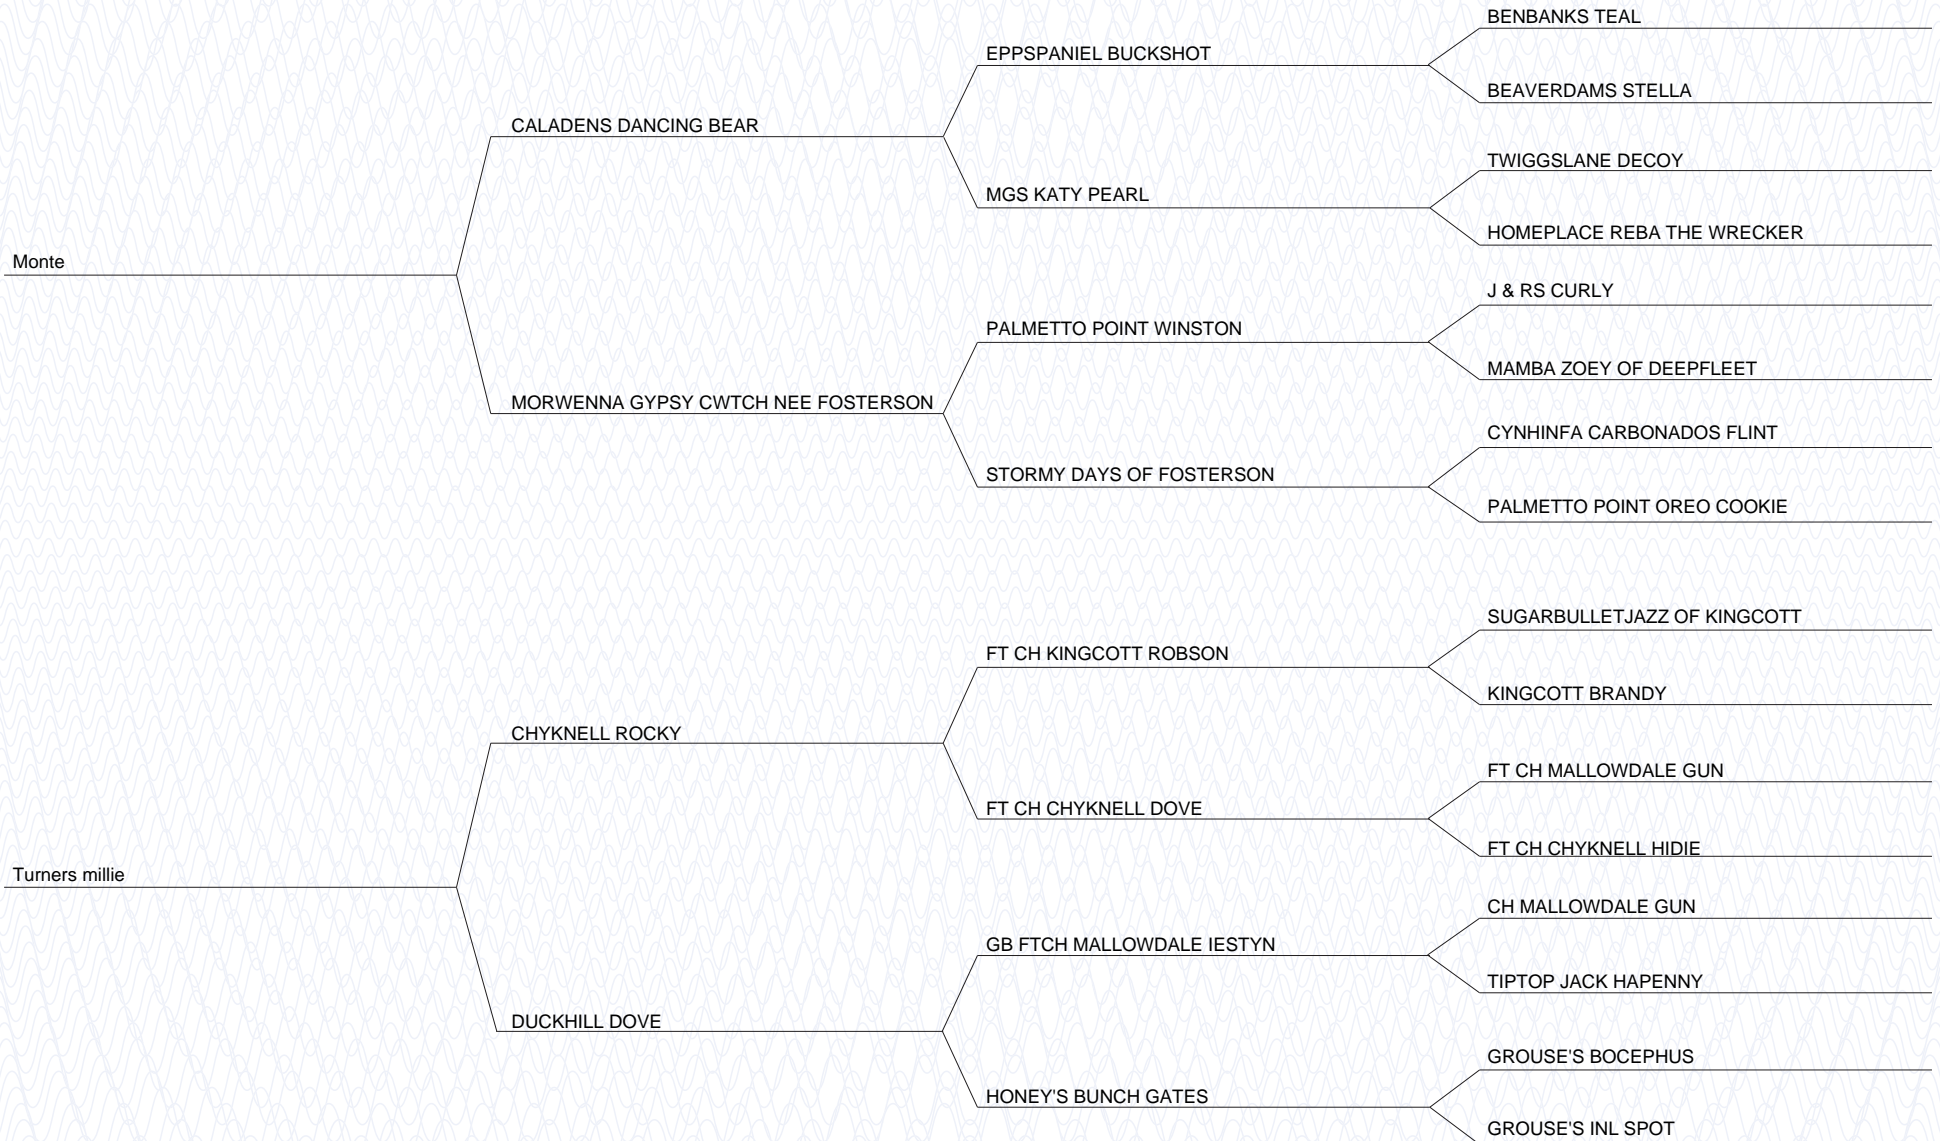 BENBANKS TEAL
EPPSPANIEL BUCKSHOT
BEAVERDAMS STELLA
CALADENS DANCING BEAR
TWIGGSLANE DECOY
MGS KATY PEARL
HOMEPLACE REBA THE WRECKER
Monte
J & RS CURLY
PALMETTO POINT WINSTON
MAMBA ZOEY OF DEEPFLEET
MORWENNA GYPSY CWTCH NEE FOSTERSON
CYNHINFA CARBONADOS FLINT
STORMY DAYS OF FOSTERSON
PALMETTO POINT OREO COOKIE
SUGARBULLETJAZZ OF KINGCOTT
FT CH KINGCOTT ROBSON
KINGCOTT BRANDY
CHYKNELL ROCKY
FT CH MALLOWDALE GUN
FT CH CHYKNELL DOVE
FT CH CHYKNELL HIDIE
Turners millie
CH MALLOWDALE GUN
GB FTCH MALLOWDALE IESTYN
TIPTOP JACK HAPENNY
DUCKHILL DOVE
GROUSE'S BOCEPHUS
HONEY'S BUNCH GATES
GROUSE'S INL SPOT